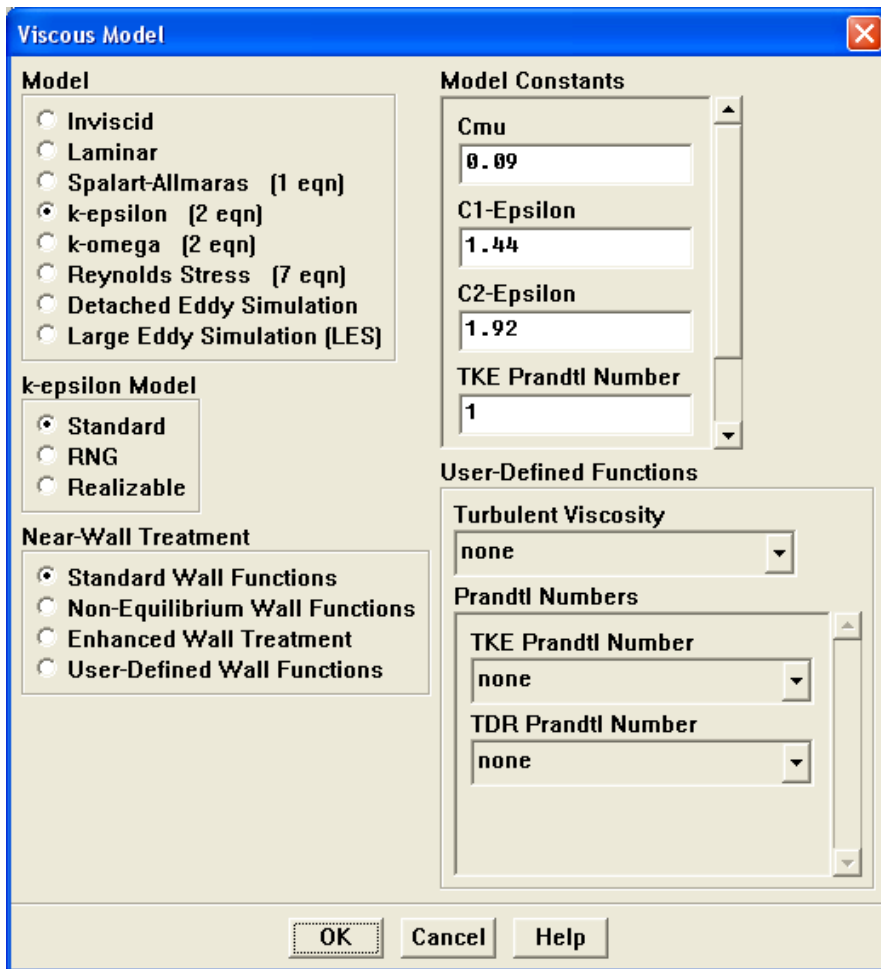 Viscous Model
Model
Inviscid
Laminar
Spalart-Allmaras (1 eqn)
k-epsilon (2 eqn)
k-omega (2 eqn)
Reynolds Stress (7 eqn)
Detached Eddy Simulation
Large Eddy Simulation (LES)
k-epsilon Model
Standard
RNG
Realizable
Near-Wall Treatment
Standard Wall Functions
Non-Equilibrium Wall Functions
Enhanced Wall Treatment
User-Defined Wall Functions
Model Constants
Cmu
0.09
C1-Epsilon
1.44
C2-Epsilon
1.92
TKE Prandtl Number
1
User-Defined Functions
Turbulent Viscosity
none
Prandtl Numbers
TKE Prandtl Number
none
TDR Prandtl Number
none
OK Cancel Help